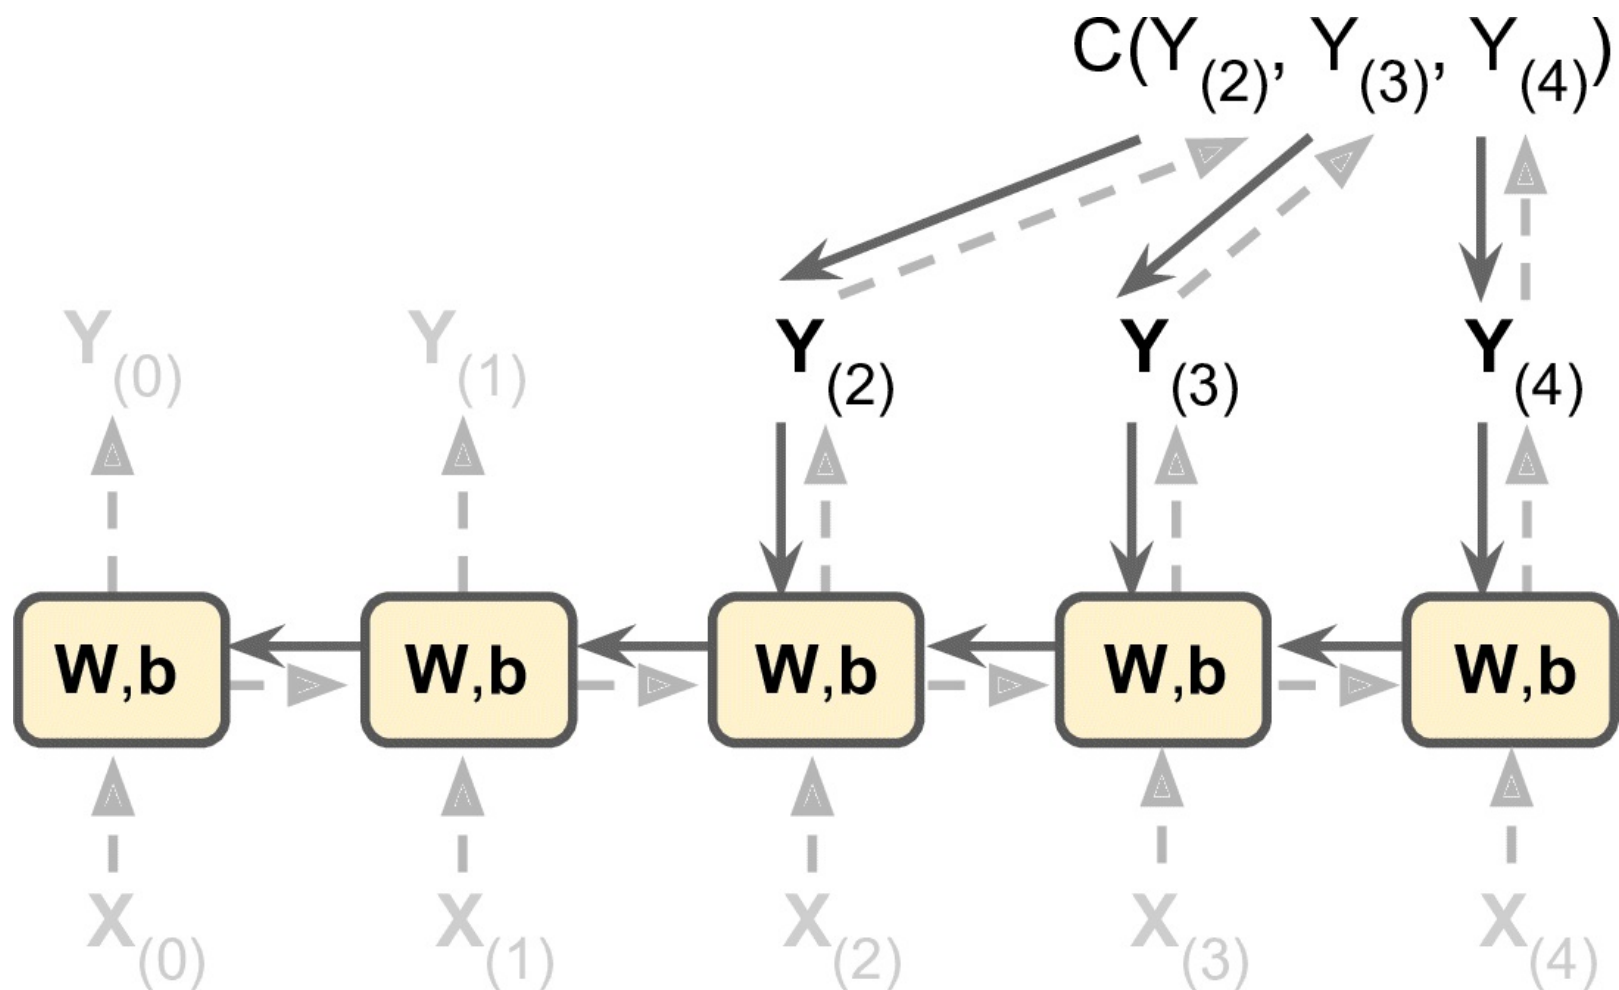 C(Y(2), Y(3), Y(4))
Y(0) Y(1) Y(2) Y(3) Y(4)
W,b W,b W,b W,b W,b
X(0) X(1) X(2) X(3) X(4)